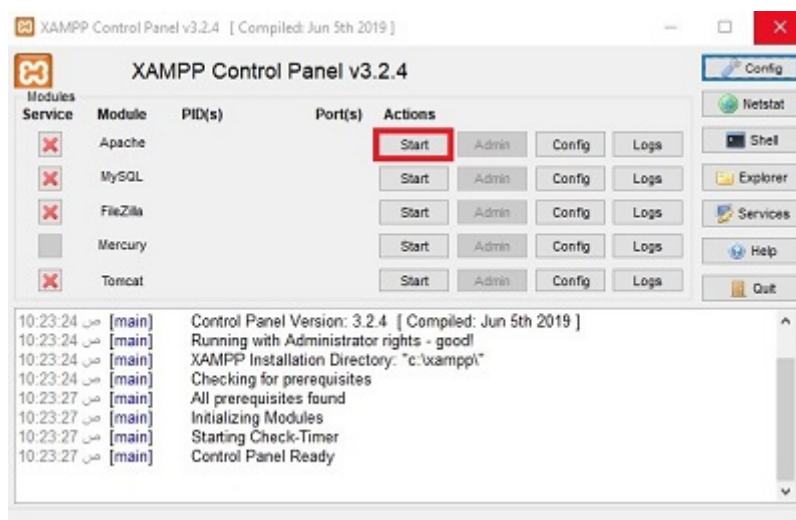 XAMPP Control Panel v3.2.4 [ Compiled: Jun 5th 2019 ]
XAMPP Control Panel v3.2.4
Config
Modules
Service Module PID(s) Port(s) Actions
Netstat
Apache Start Admin Config Logs
Shell
MySQL Start Admin Config Logs
Explorer
FileZilla Start Admin Config Logs
Services
Mercury Start Admin Config Logs
Help
Tomcat Start Admin Config Logs
Quit
10:23:24 ص [main] Control Panel Version: 3.2.4 [ Compiled: Jun 5th 2019 ]
10:23:24 ص [main] Running with Administrator rights - good!
10:23:24 ص [main] XAMPP Installation Directory: "c:\xampp\"
10:23:24 ص [main] Checking for prerequisites
10:23:27 ص [main] All prerequisites found
10:23:27 ص [main] Initializing Modules
10:23:27 ص [main] Starting Check-Timer
10:23:27 ص [main] Control Panel Ready